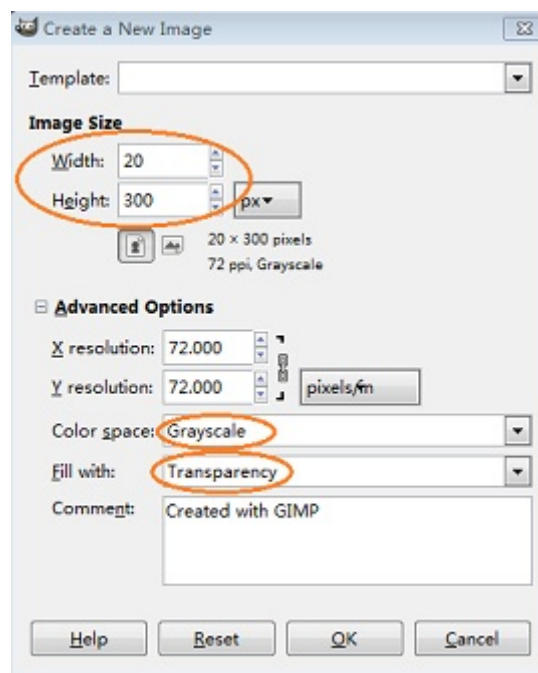 Create a New Image
Template:
Image Size
Width: 20
Height: 300 px
20 × 300 pixels
72 ppi, Grayscale
Advanced Options
X resolution: 72.000
Y resolution: 72.000 pixels/in
Color space: Grayscale
Fill with: Transparency
Comment: Created with GIMP
Help Reset OK Cancel